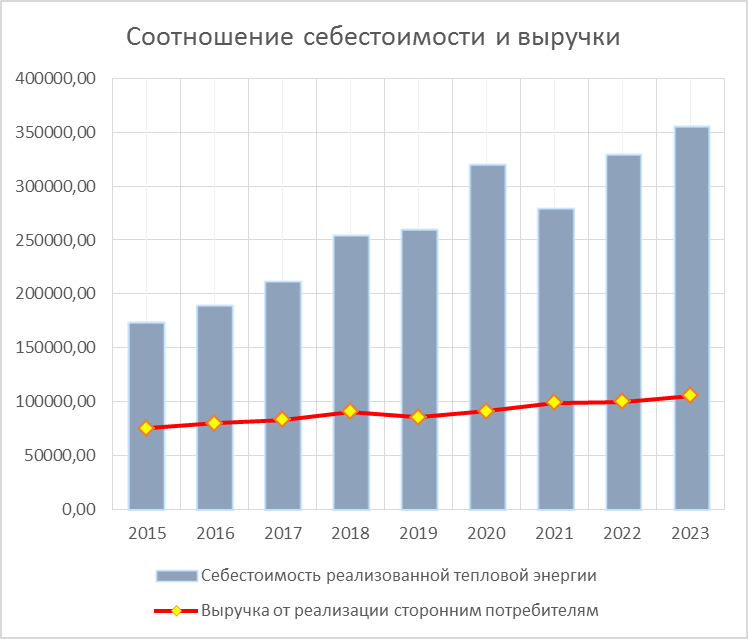 Соотношение себестоимости и выручки
400000,00
350000,00
300000,00
250000,00
200000,00
150000,00
100000,00
50000,00
0,00
2015 2016 2017 2018 2019 2020 2021 2022 2023
Себестоимость реализованной тепловой энергии
Выручка от реализации сторонним потребителям